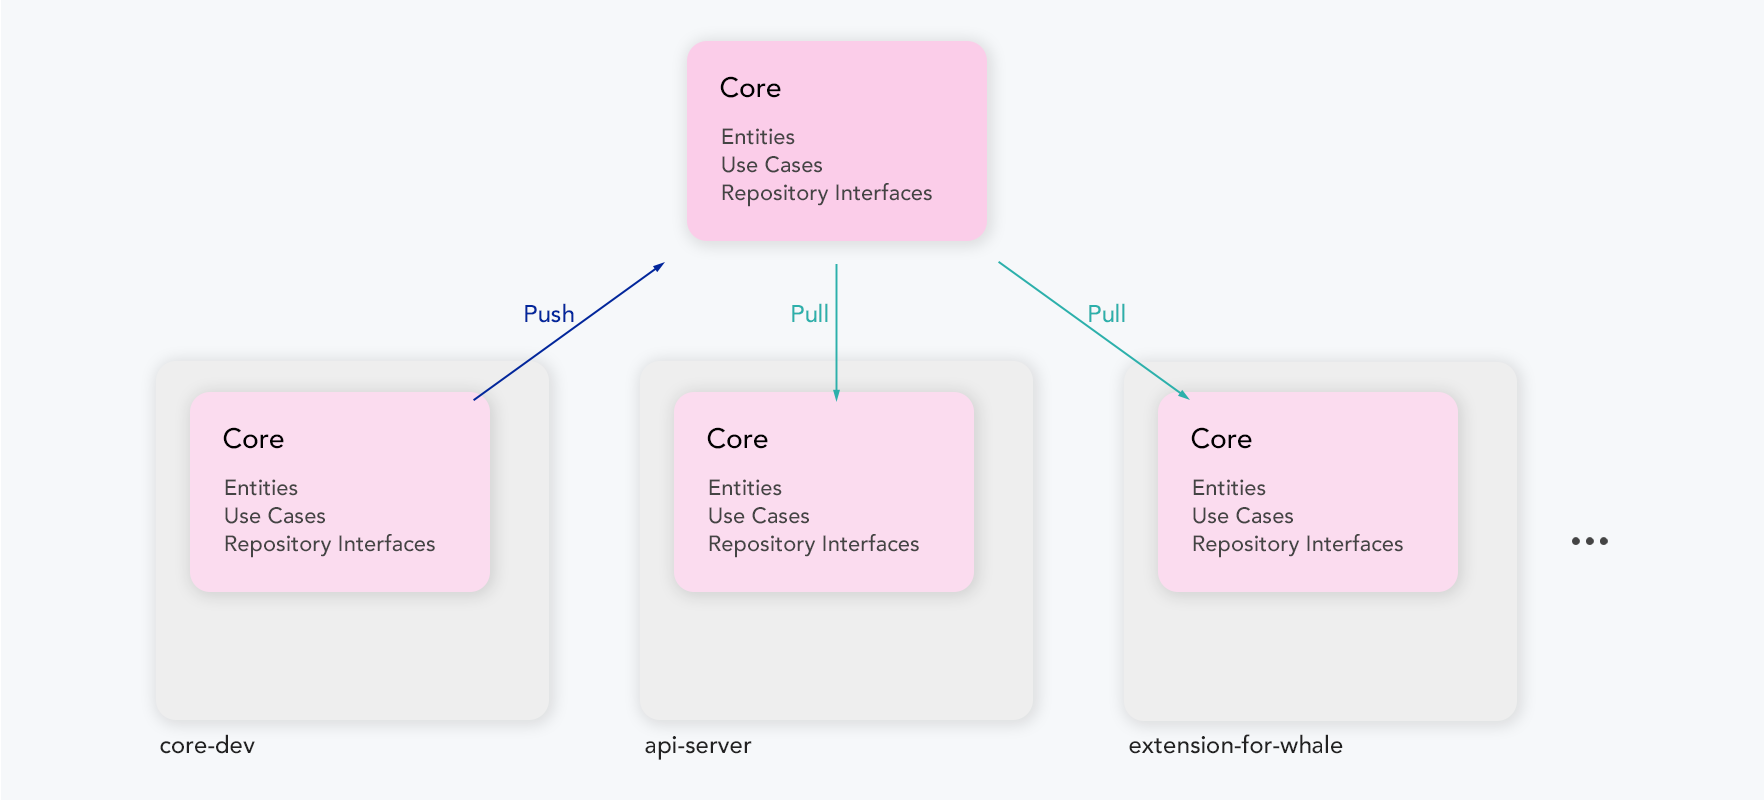 Core
Entities
Use Cases
Repository Interfaces
Push
Pull
Pull
Core
Entities
Use Cases
Repository Interfaces
core-dev
Core
Entities
Use Cases
Repository Interfaces
api-server
Core
Entities
Use Cases
Repository Interfaces
extension-for-whale
•••